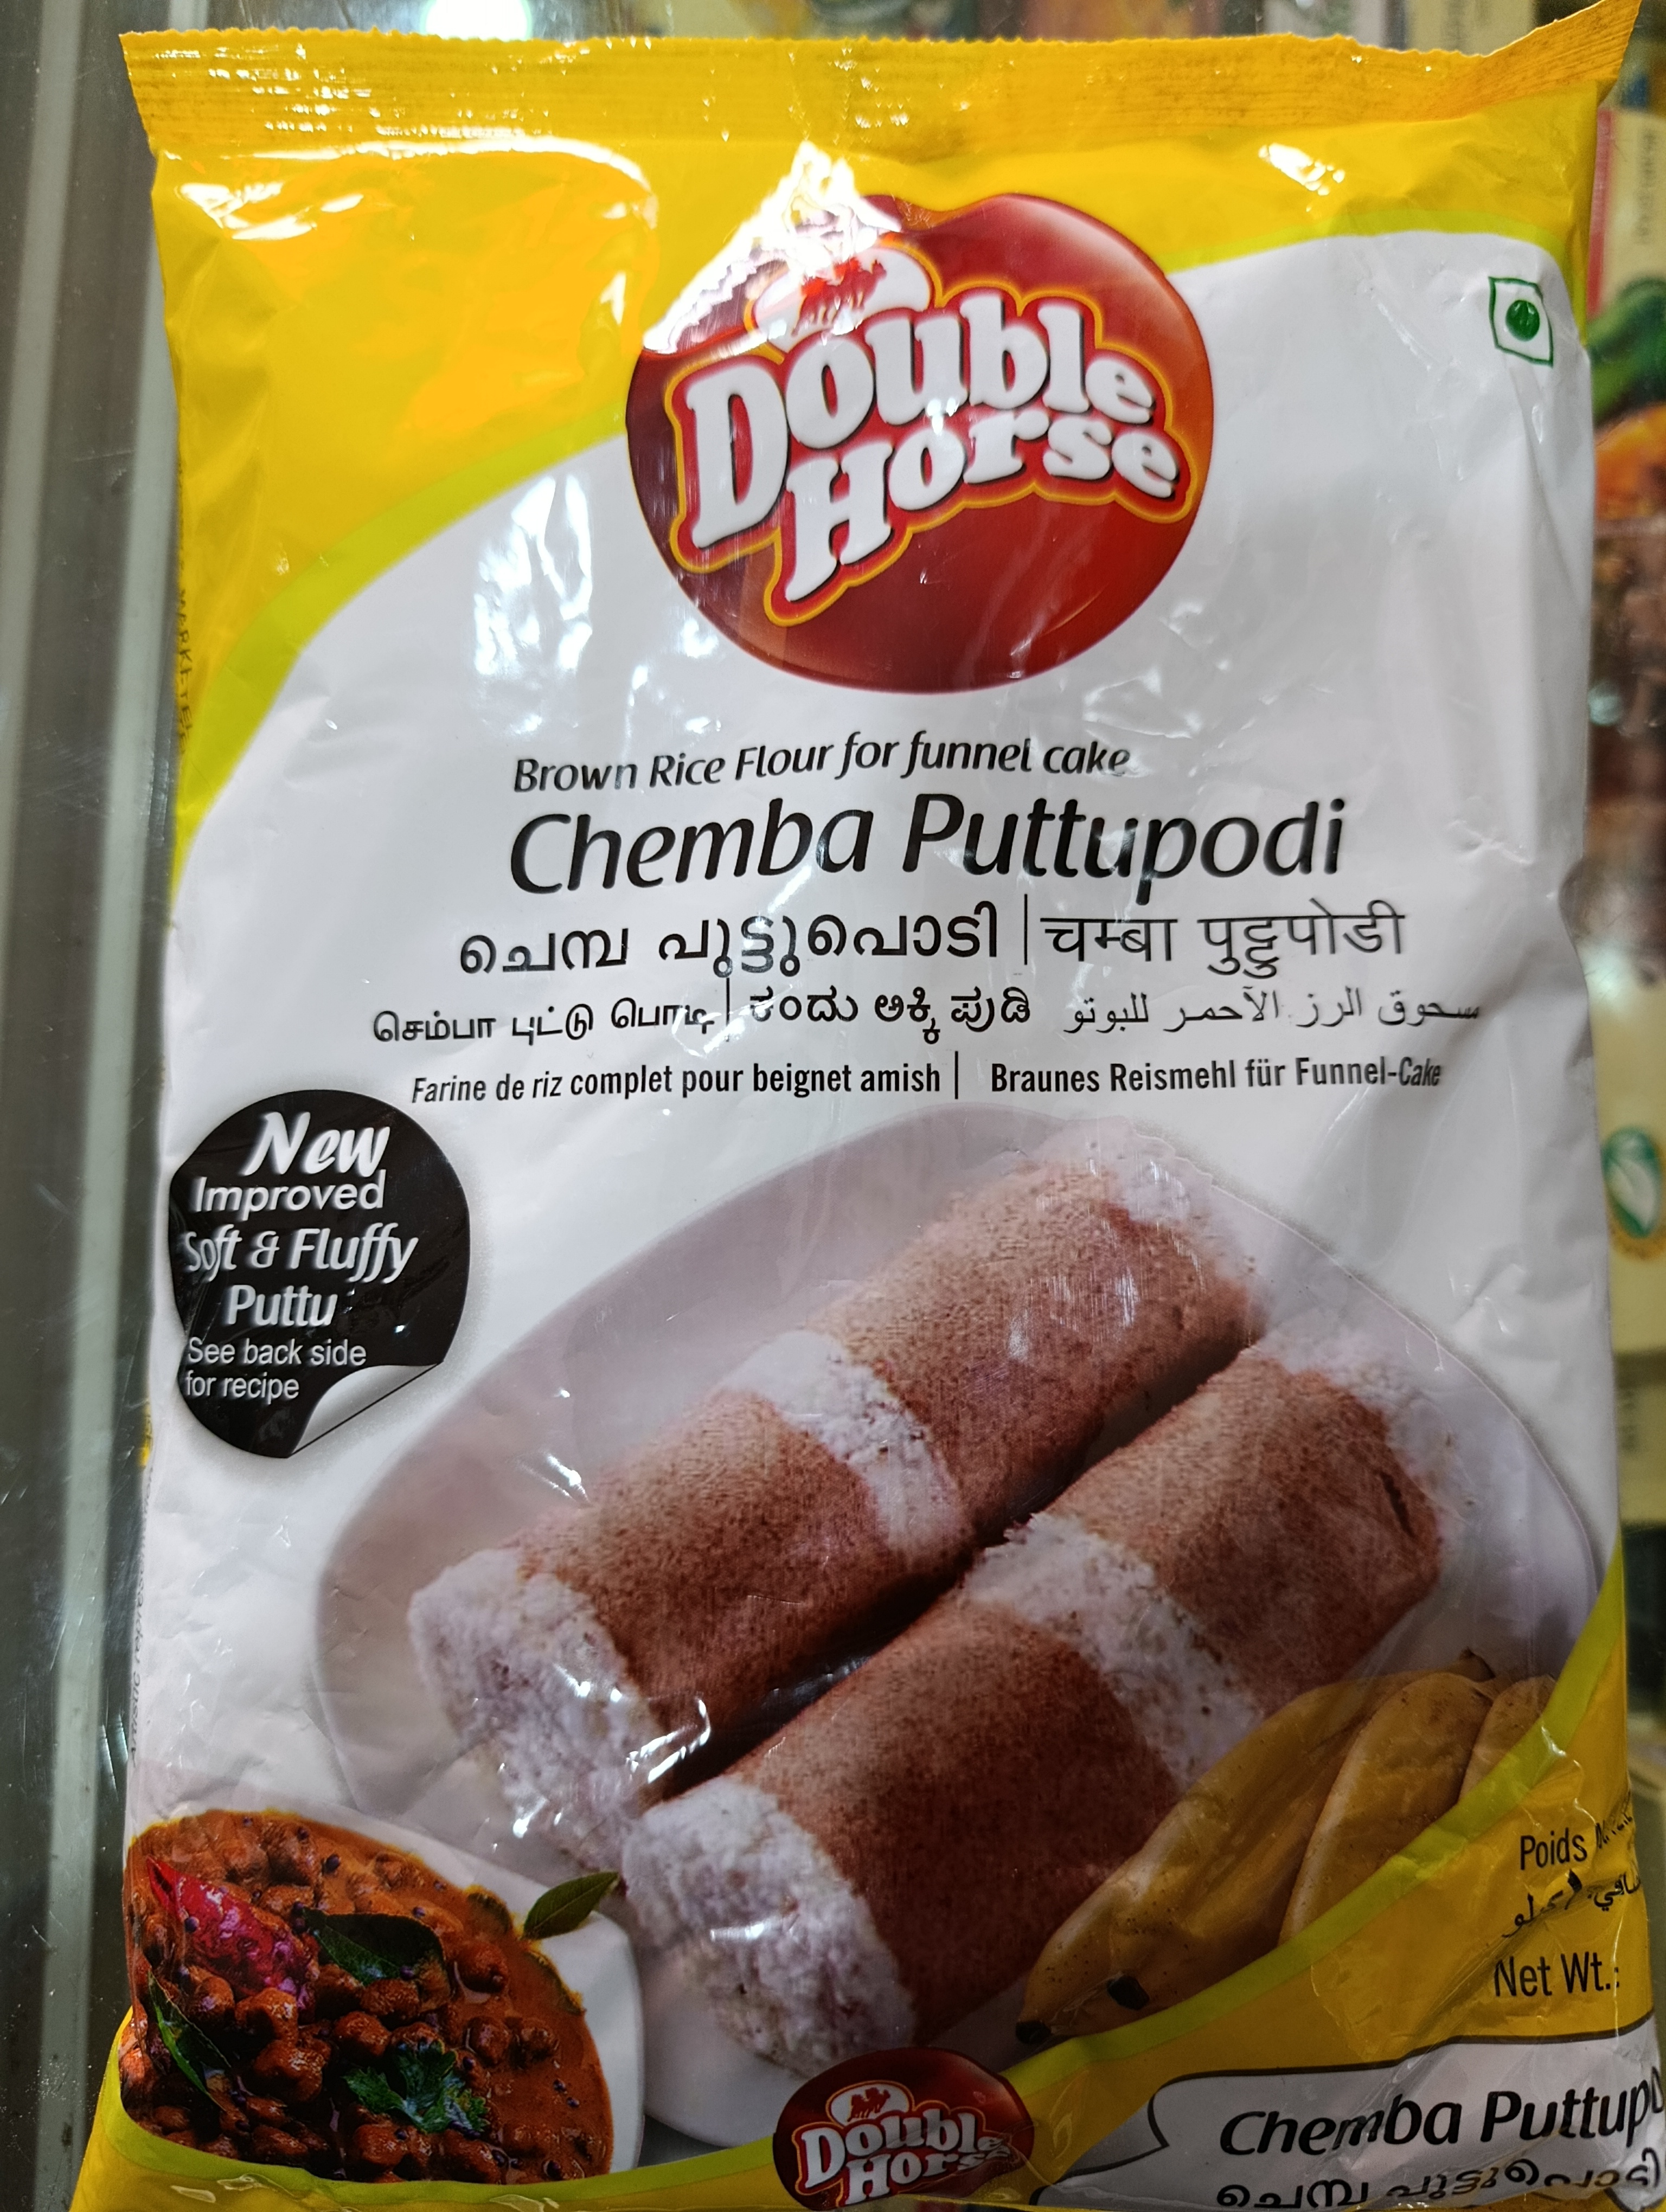 Double
Horse
Brown Rice Flour for funnel cake
Chemba Puttupodi
ചെമ്പ പുട്ടുപൊടി | चम्बा पुट्टुपोडी
செம்பா புட்டு பொடி | ಕಂದು ಅಕ್ಕಿ ಪುಡಿ سحوق الرز الآحمر للبوتو
Farine de riz complet pour beignet amish | Braunes Reismehl für Funnel-Cake
New
Improved
Soft & Fluffy
Puttu
See back side
for recipe
Poids
Net Wt.:
Double
Horse
Chemba Puttup
ചെമ്പ പുട്ടുപൊടി